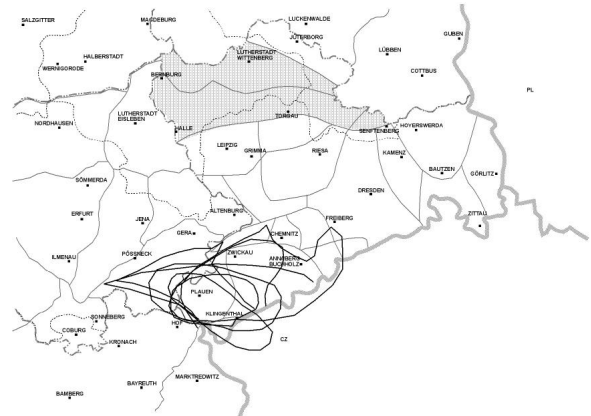 SALZGITTER
MAGDEBURG
LUCKENWALDE
GUBEN
JÜTERBORG
LÜBBEN
HALBERSTADT
WERNIGORODE
LUTHERSTADT
WITTENBERG
BERNBURG
COTTBUS
PL
NORDHAUSEN
LUTHERSTADT
EISLEBEN
HALLE
TORGAU
SENFTENBERG
HOYERSWERDA
LEIPZIG
GRIMMA
RIESA
KAMENZ
BAUTZEN
GÖRLITZ
SÖMMERDA
DRESDEN
ERFURT
JENA
ALTENBURG
FREIBERG
ZITTAU
GERA
CHEMNITZ
ILMENAU
PÖSSNECK
ZWICKAU
ANNABERG
BUCHHOLZ
PLAUEN
SONNEBERG
KLINGENTHAL
COBURG
HOF
KRONACH
CZ
MARKTREDWITZ
BAYREUTH
BAMBERG